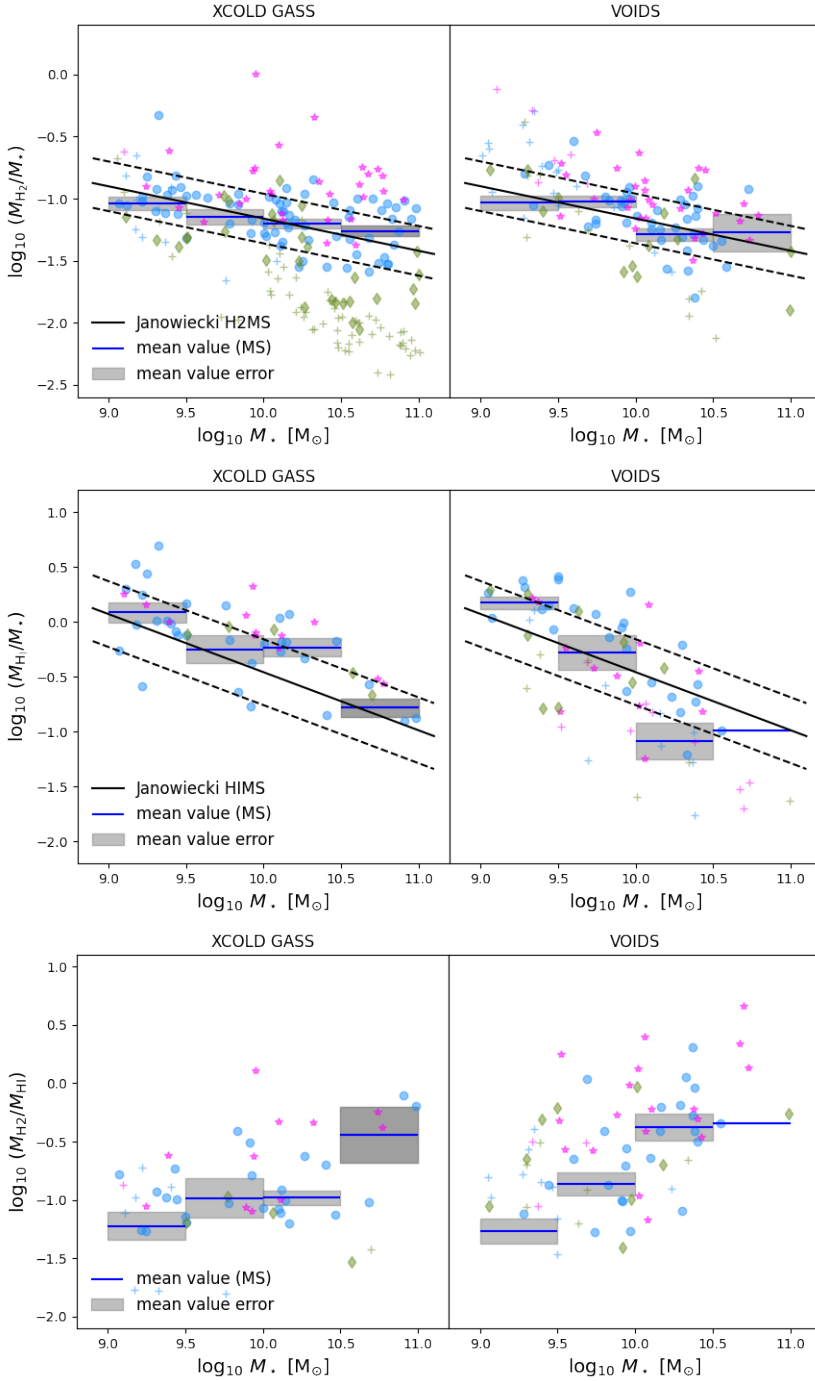 XCOLD GASS VOIDS
0.0
−0.5
−1.0
−1.5
−2.0
−2.5
log₁₀ (M_H2/M⋆)
Janowiecki H2MS
mean value (MS)
mean value error
9.0 9.5 10.0 10.5 11.0 9.0 9.5 10.0 10.5 11.0
log₁₀ M⋆ [M⊙] log₁₀ M⋆ [M⊙]
XCOLD GASS VOIDS
1.0
0.5
0.0
−0.5
−1.0
−1.5
−2.0
log₁₀ (M_HI/M⋆)
Janowiecki HIMS
mean value (MS)
mean value error
9.0 9.5 10.0 10.5 11.0 9.0 9.5 10.0 10.5 11.0
log₁₀ M⋆ [M⊙] log₁₀ M⋆ [M⊙]
XCOLD GASS VOIDS
1.0
0.5
0.0
−0.5
−1.0
−1.5
−2.0
log₁₀ (M_H2/M_HI)
mean value (MS)
mean value error
9.0 9.5 10.0 10.5 11.0 9.0 9.5 10.0 10.5 11.0
log₁₀ M⋆ [M⊙] log₁₀ M⋆ [M⊙]